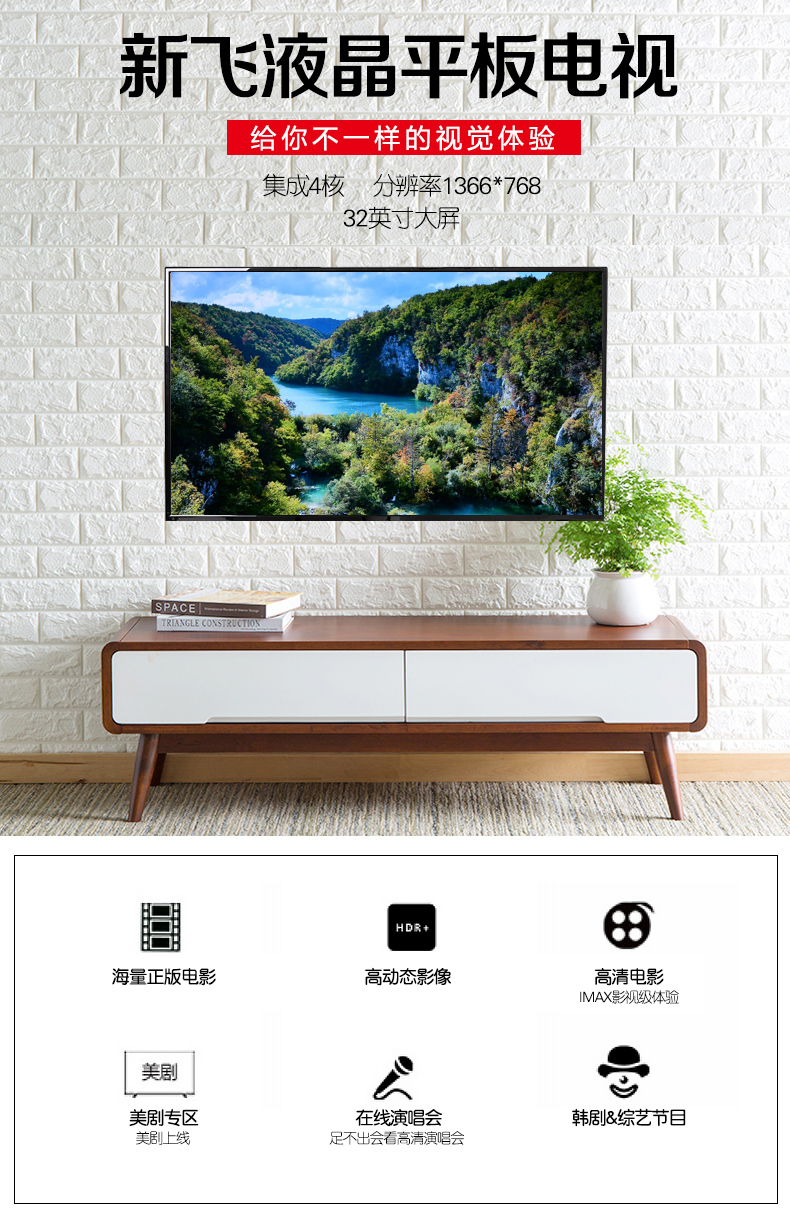 新飞液晶平板电视
给你不一样的视觉体验
集成4核 分辨率1366*768
32英寸大屏
SPACE
TRIANGLE CONSTRUCTION
HDR+
海量正版电影 高动态影像 高清电影
IMAX影视级体验
美剧
美剧专区 在线演唱会 韩剧&综艺节目
美剧上线 足不出会看高清演唱会